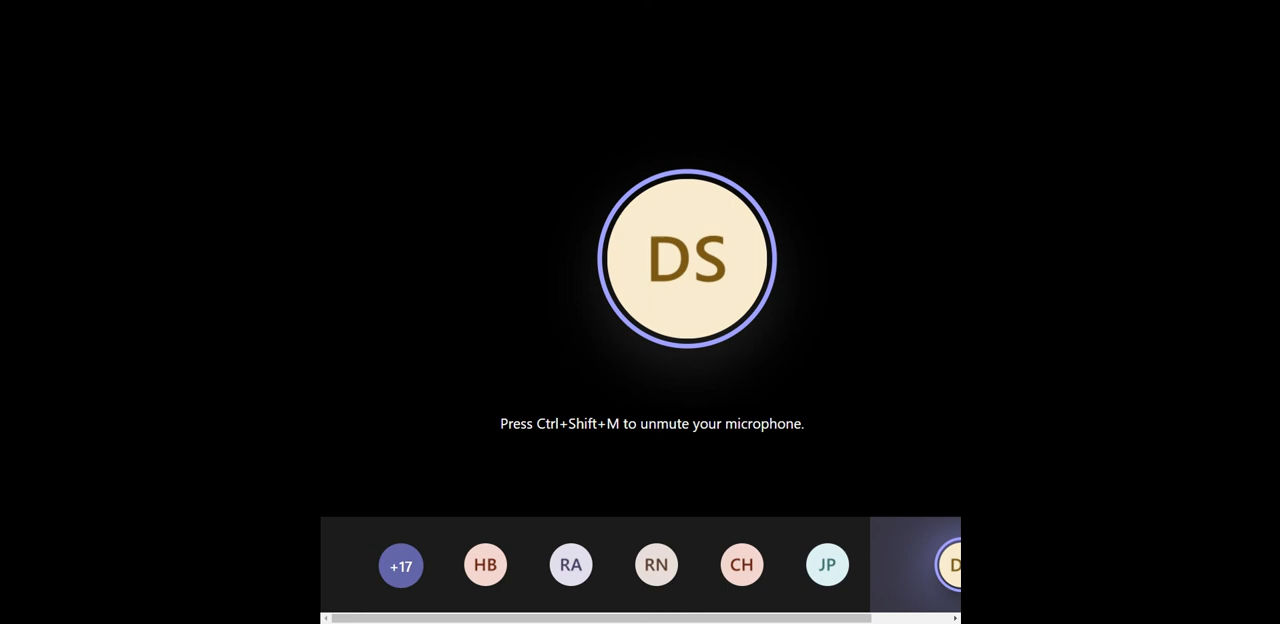 DS
Press Ctrl+Shift+M to unmute your microphone.
+17 HB RA RN CH JP D